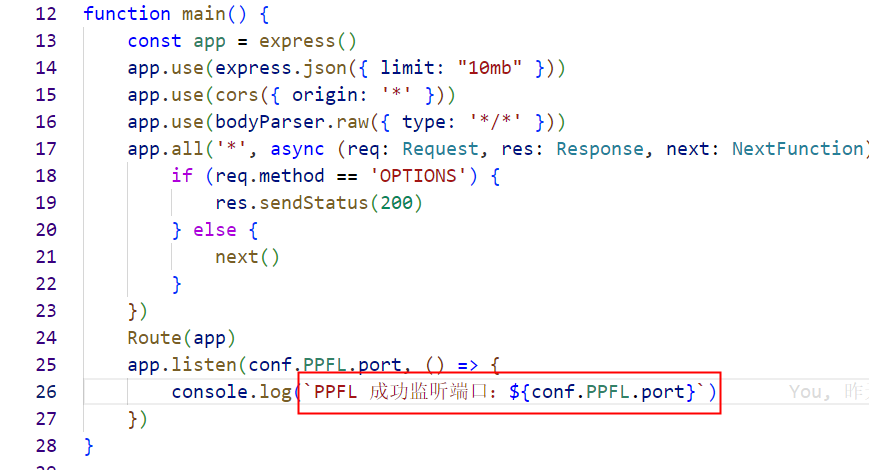 12 function main() {
13 const app = express()
14 app.use(express.json({ limit: "10mb" }))
15 app.use(cors({ origin: '*' }))
16 app.use(bodyParser.raw({ type: '*/*' }))
17 app.all('*', async (req: Request, res: Response, next: NextFunction)
18 if (req.method == 'OPTIONS') {
19 res.sendStatus(200)
20 } else {
21 next()
22 }
23 })
24 Route(app)
25 app.listen(conf.PPFL.port, () => {
26 console.log(`PPFL 成功监听端口：${conf.PPFL.port}`) You, 昨
27 })
28 }